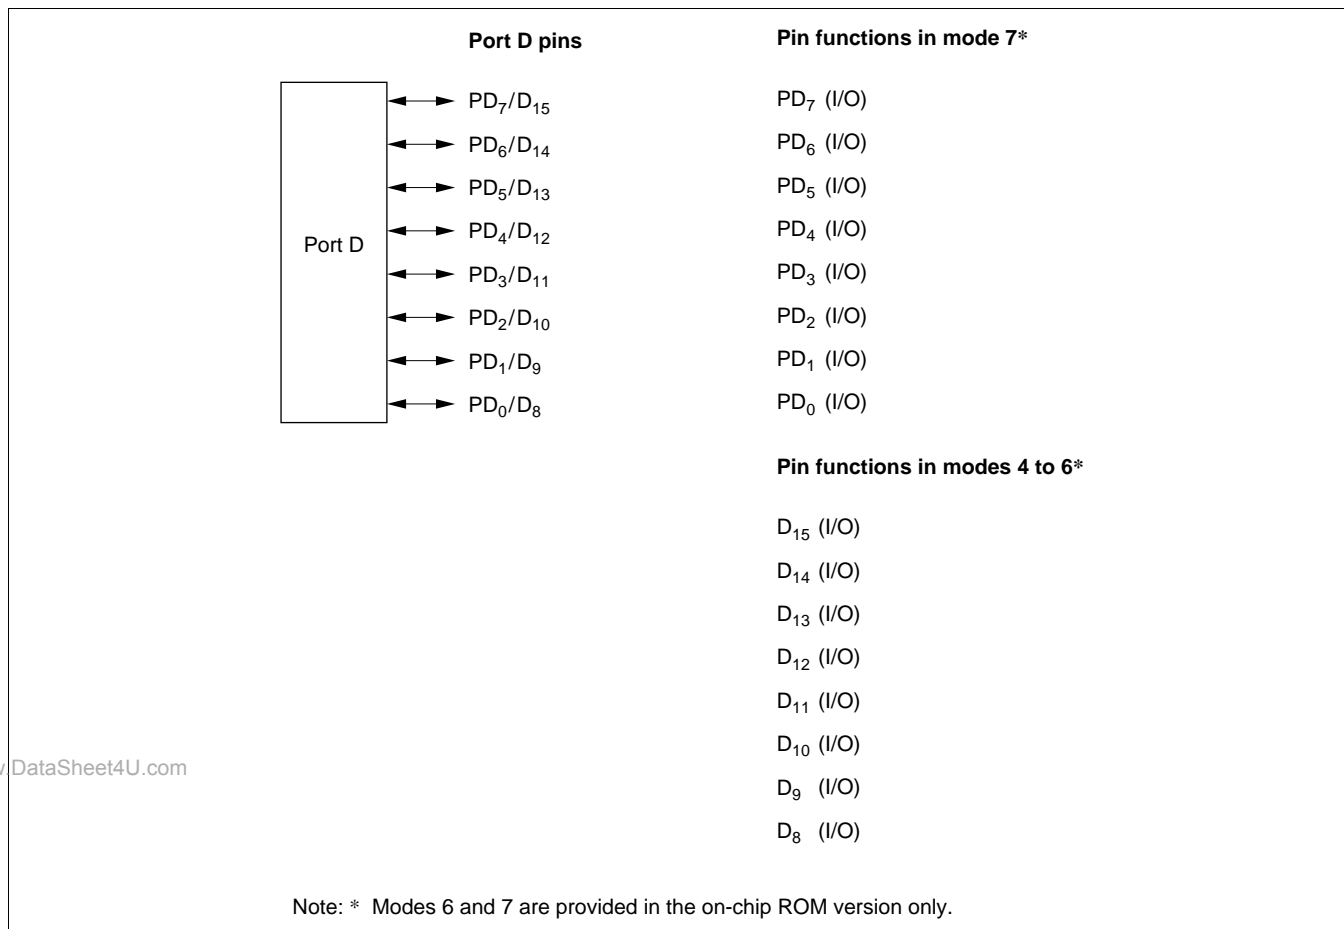 Port D pins
Pin functions in mode 7*
Port D
PD7/D15
PD7 (I/O)
PD6/D14
PD6 (I/O)
PD5/D13
PD5 (I/O)
PD4/D12
PD4 (I/O)
PD3/D11
PD3 (I/O)
PD2/D10
PD2 (I/O)
PD1/D9
PD1 (I/O)
PD0/D8
PD0 (I/O)
Pin functions in modes 4 to 6*
D15 (I/O)
D14 (I/O)
D13 (I/O)
D12 (I/O)
D11 (I/O)
D10 (I/O)
D9 (I/O)
D8 (I/O)
.DataSheet4U.com
Note: * Modes 6 and 7 are provided in the on-chip ROM version only.